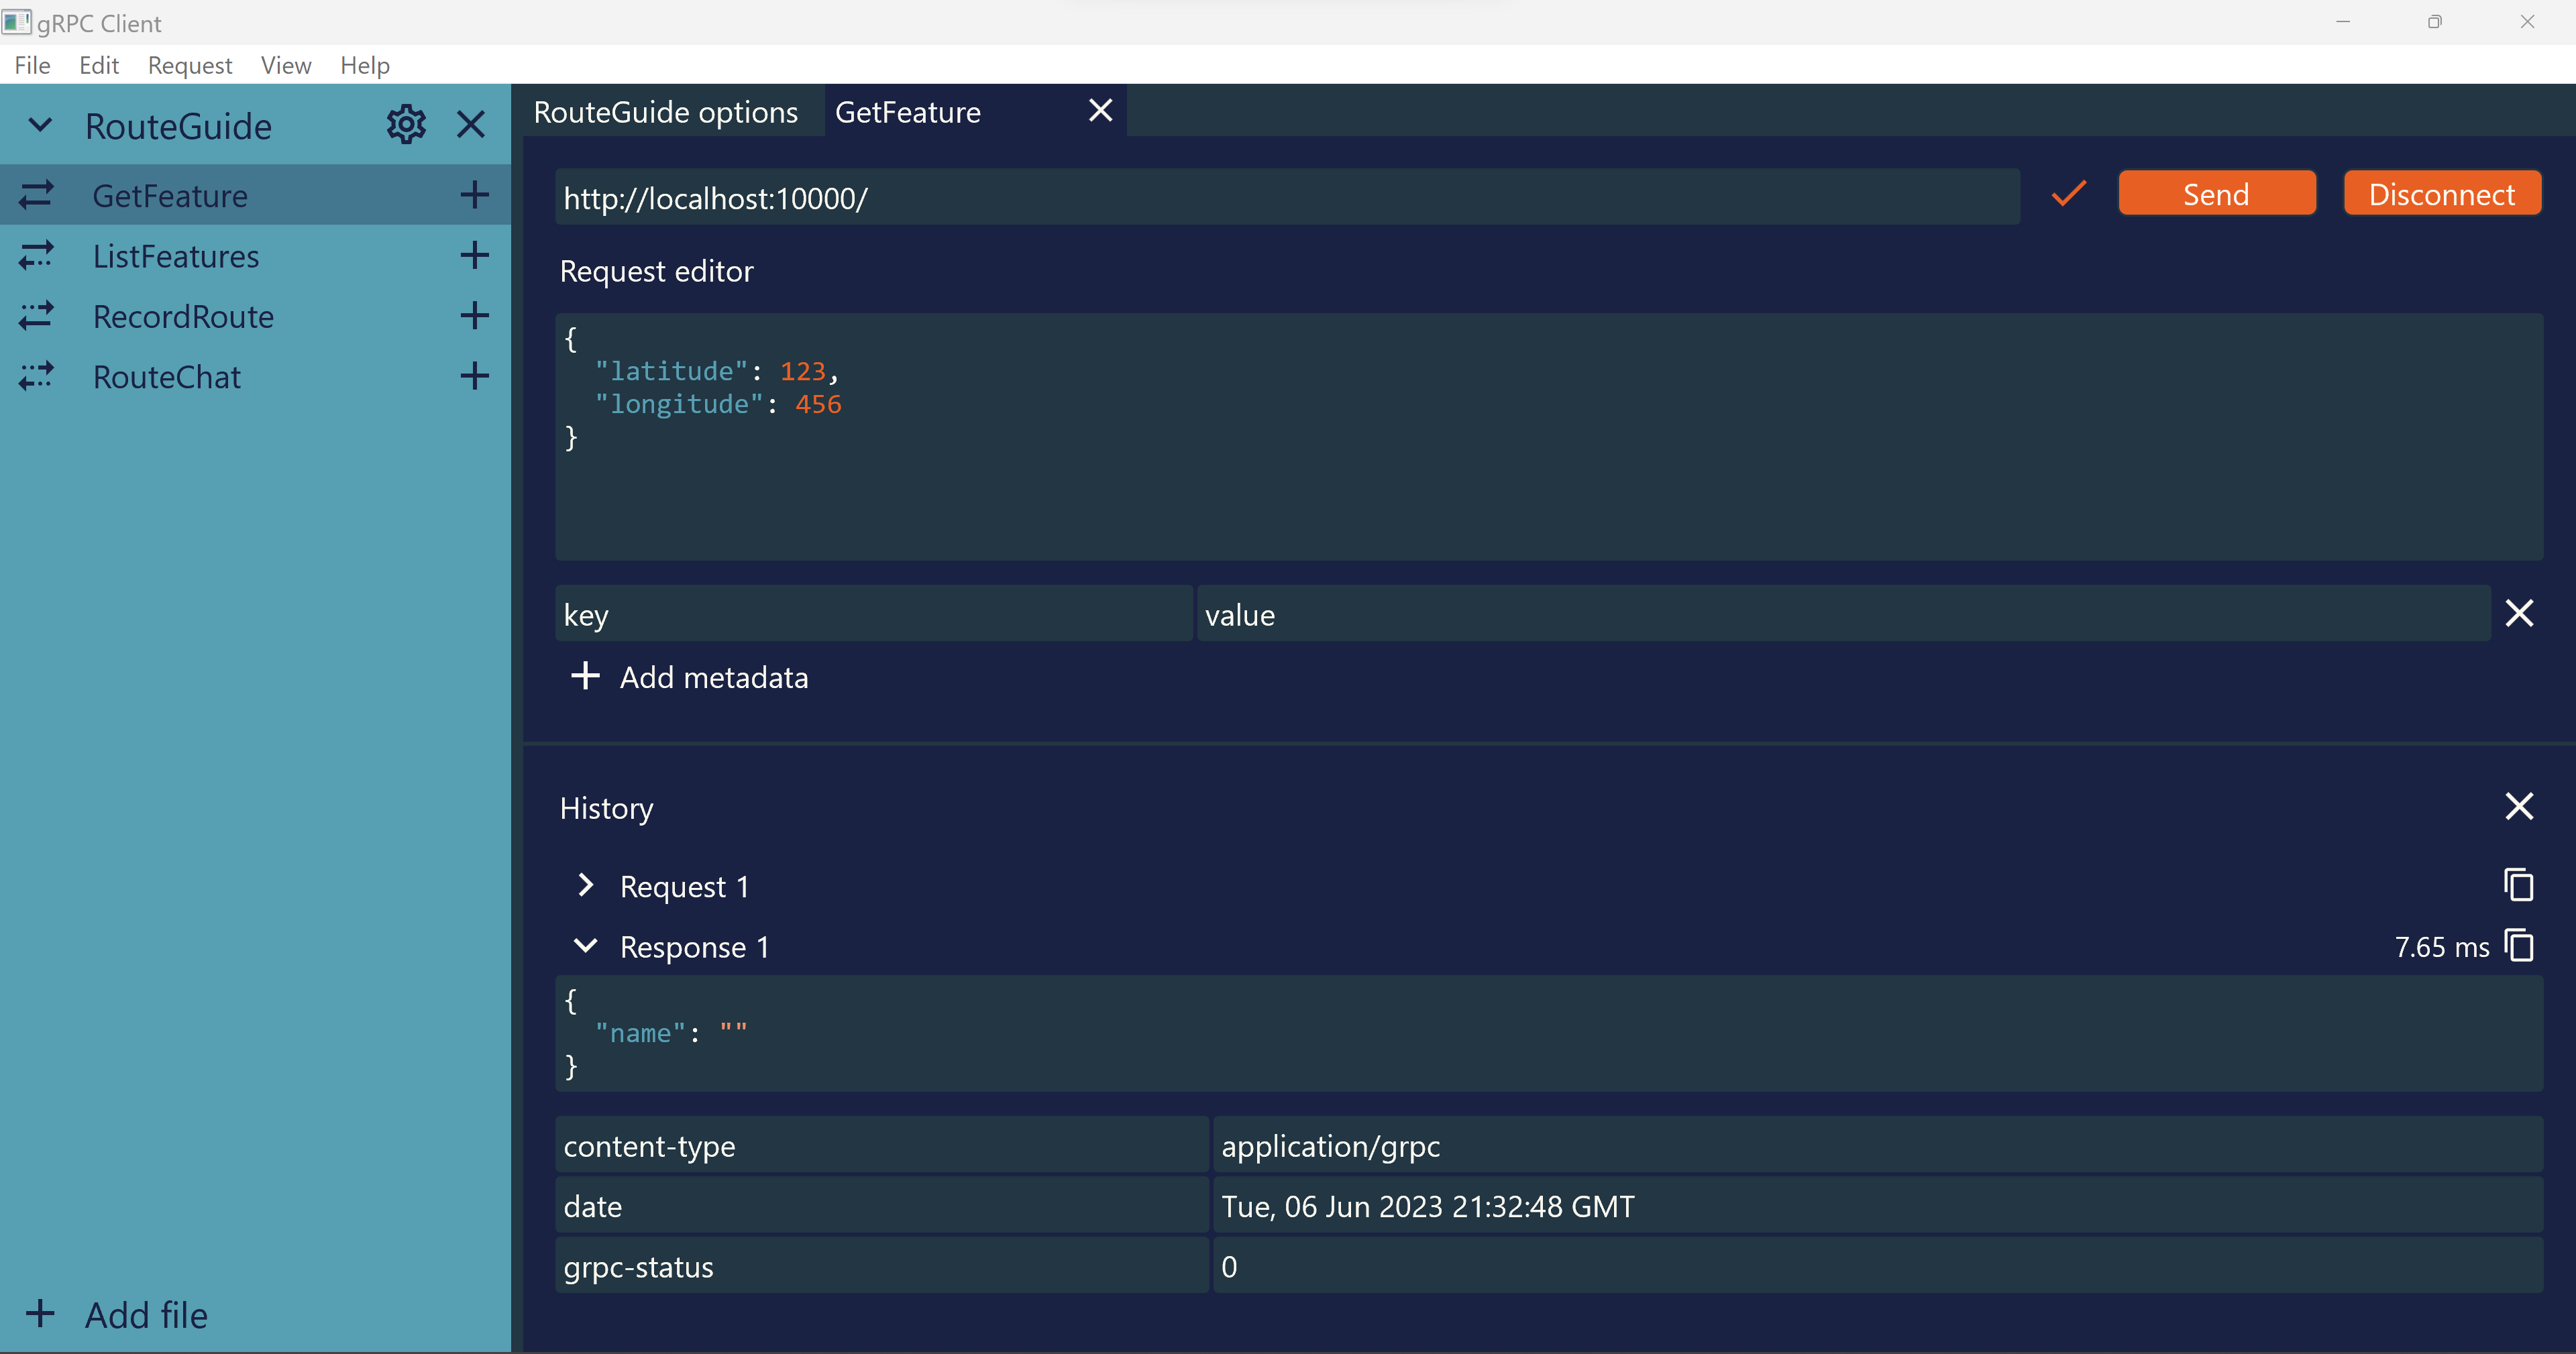 gRPC Client
File Edit Request View Help
RouteGuide
GetFeature
ListFeatures
RecordRoute
RouteChat
Add file
RouteGuide options GetFeature
http://localhost:10000/ Send Disconnect
Request editor
{
"latitude": 123,
"longitude": 456
}
key value
Add metadata
History
Request 1
Response 1 7.65 ms
{
"name": ""
}
content-type application/grpc
date Tue, 06 Jun 2023 21:32:48 GMT
grpc-status 0